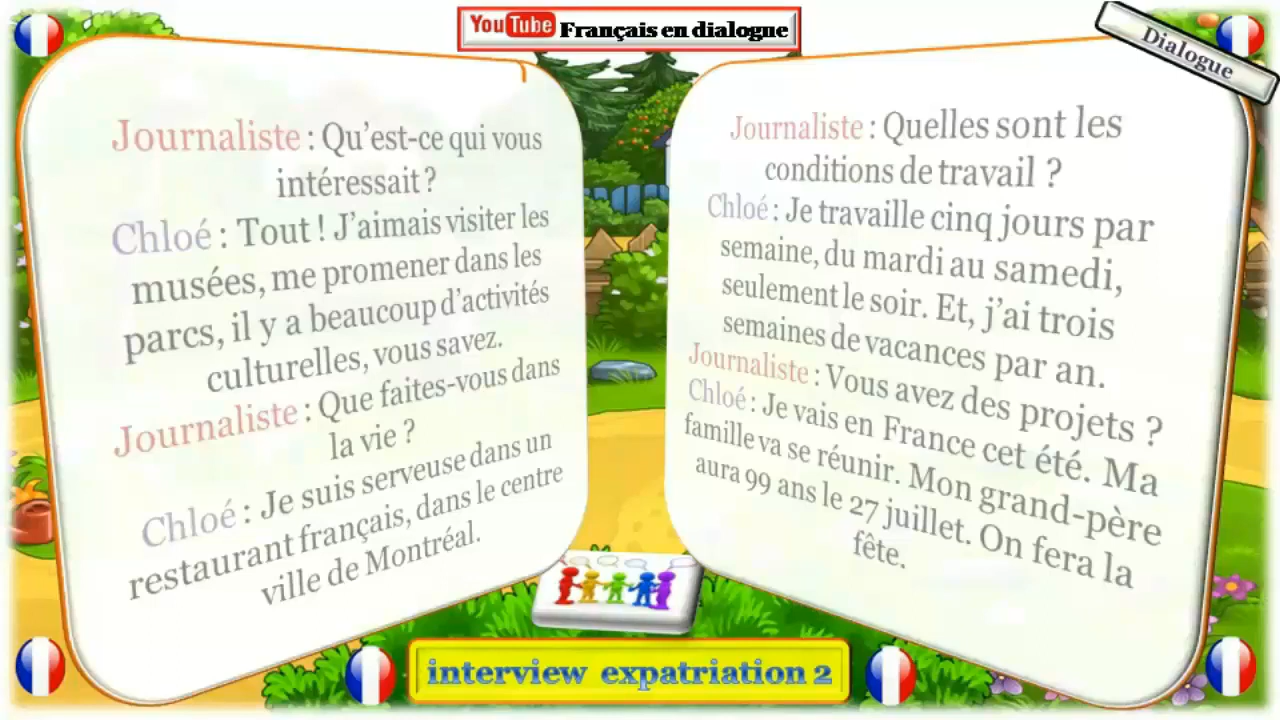 YouTube Français en dialogue
Dialogue
Journaliste : Qu'est-ce qui vous
intéressait ?
Chloé : Tout ! J'aimais visiter les
musées, me promener dans les
parcs, il y a beaucoup d'activités
culturelles, vous savez.
Journaliste : Que faites-vous dans
la vie ?
Chloé : Je suis serveuse dans un
restaurant français, dans le centre
ville de Montréal.
Journaliste : Quelles sont les
conditions de travail ?
Chloé : Je travaille cinq jours par
semaine, du mardi au samedi,
seulement le soir. Et, j'ai trois
semaines de vacances par an.
Journaliste : Vous avez des projets ?
Chloé : Je vais en France cet été. Ma
famille va se réunir. Mon grand-père
aura 99 ans le 27 juillet. On fera la
fête.
interview expatriation 2